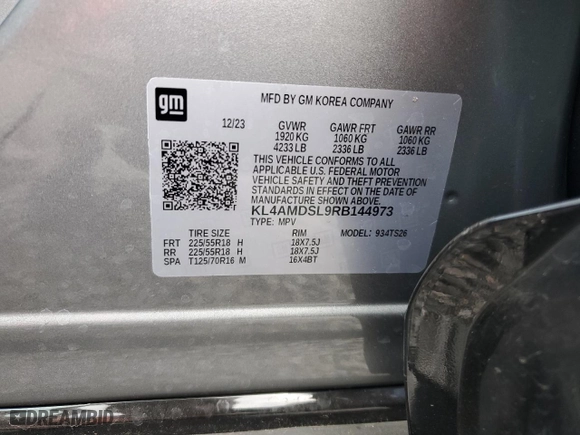 gm
MFD BY GM KOREA COMPANY
12/23 GVWR GAWR FRT GAWR RR
1920 KG 1060 KG 1060 KG
4233 LB 2336 LB 2336 LB
THIS VEHICLE CONFORMS TO ALL
APPLICABLE U.S. FEDERAL MOTOR
VEHICLE SAFETY AND THEFT PREVENTION
STANDARDS IN EFFECT ON THE DATE OF
MANUFACTURE SHOWN ABOVE.
KL4AMDSL9RB144973
TYPE: MPV MODEL: 934TS26
TIRE SIZE RIM
FRT 225/55R18 H 18X7.5J
RR 225/55R18 H 18X7.5J
SPA T125/70R16 M 16X4BT
DREAMBID